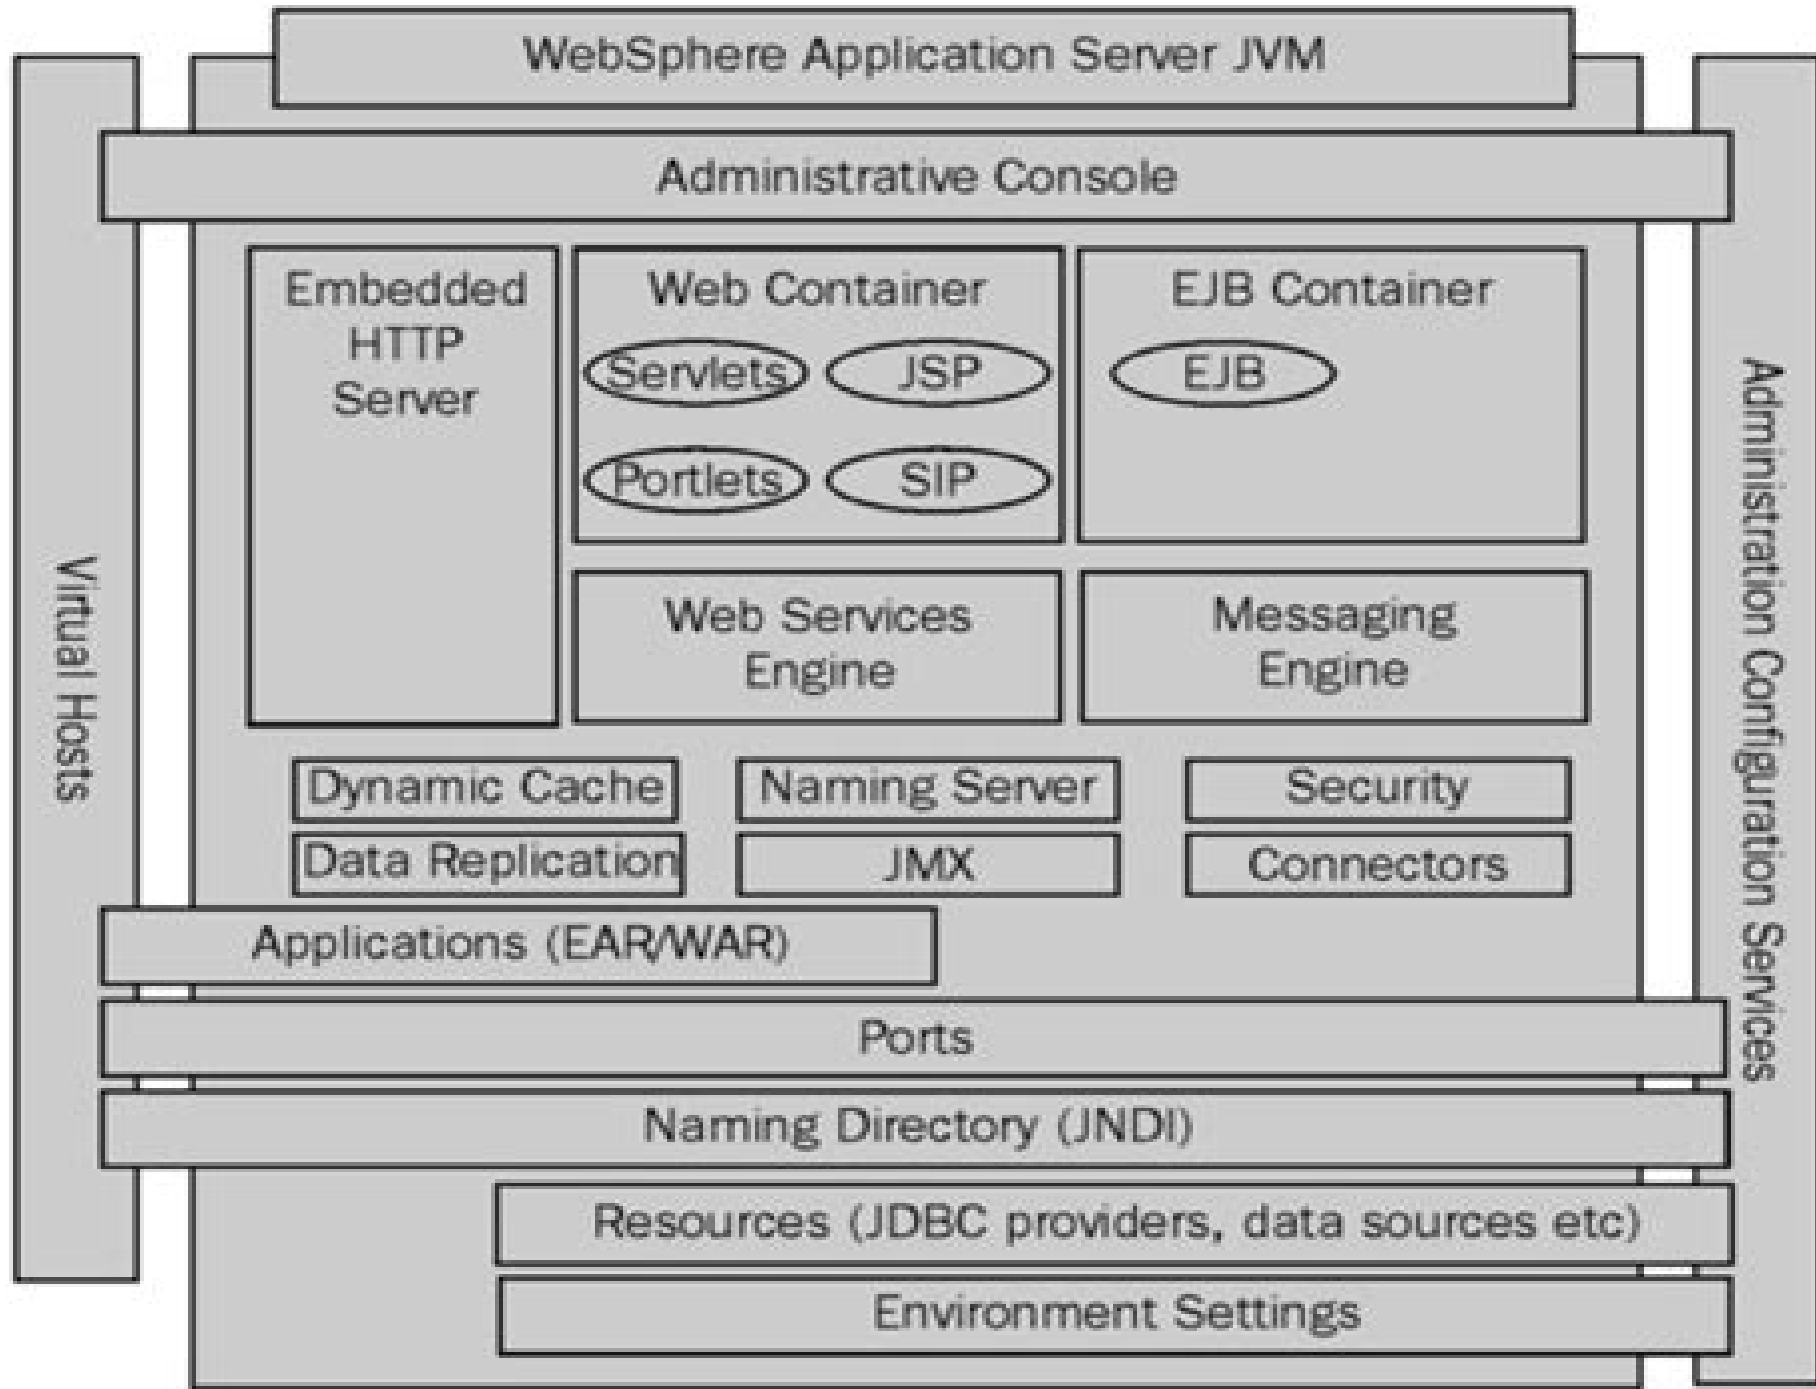 WebSphere Application Server JVM
Administrative Console
Embedded
HTTP
Server
Web Container
Servlets
JSP
Portlets
SIP
EJB Container
EJB
Web Services
Engine
Messaging
Engine
Dynamic Cache
Naming Server
Security
Data Replication
JMX
Connectors
Applications (EAR/WAR)
Ports
Naming Directory (JNDI)
Resources (JDBC providers, data sources etc)
Environment Settings
Virtual Hosts
Administration Configuration Services